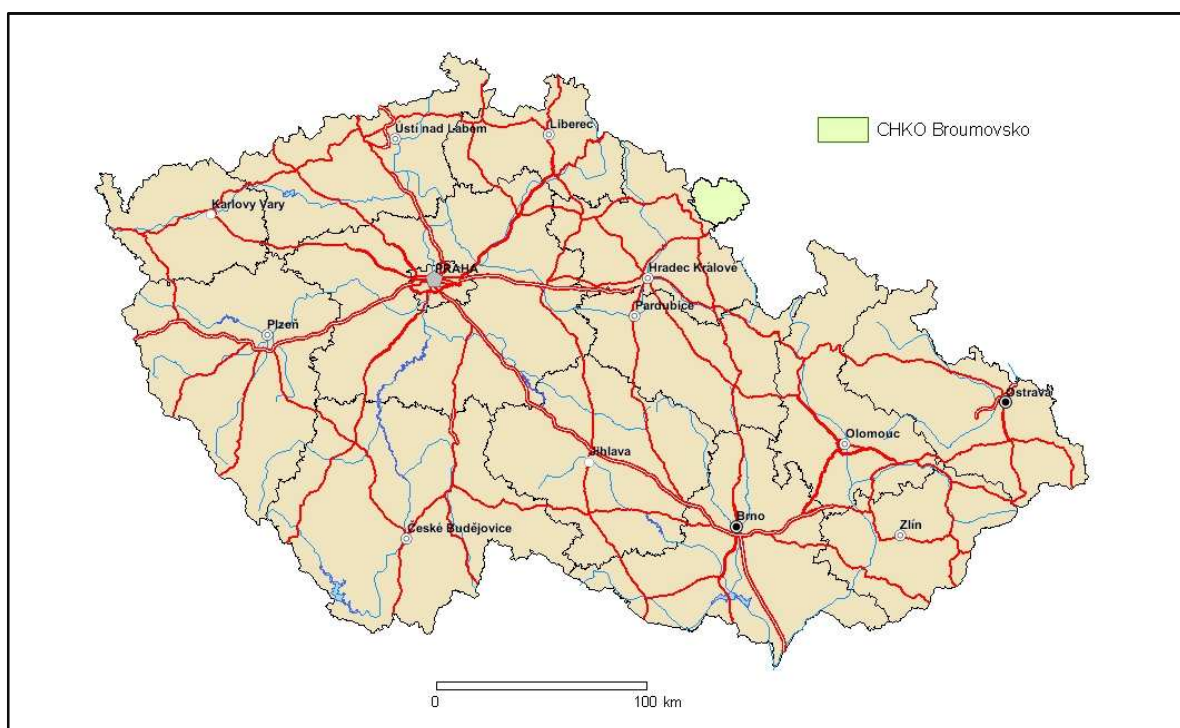 Ústí nad Labem
Liberec
CHKO Broumovsko
Karlovy Vary
PRAHA
Hradec Králové
Pardubice
Plzeň
Ostrava
Olomouc
Jihlava
Brno
Zlín
České Budějovice
0 100 km